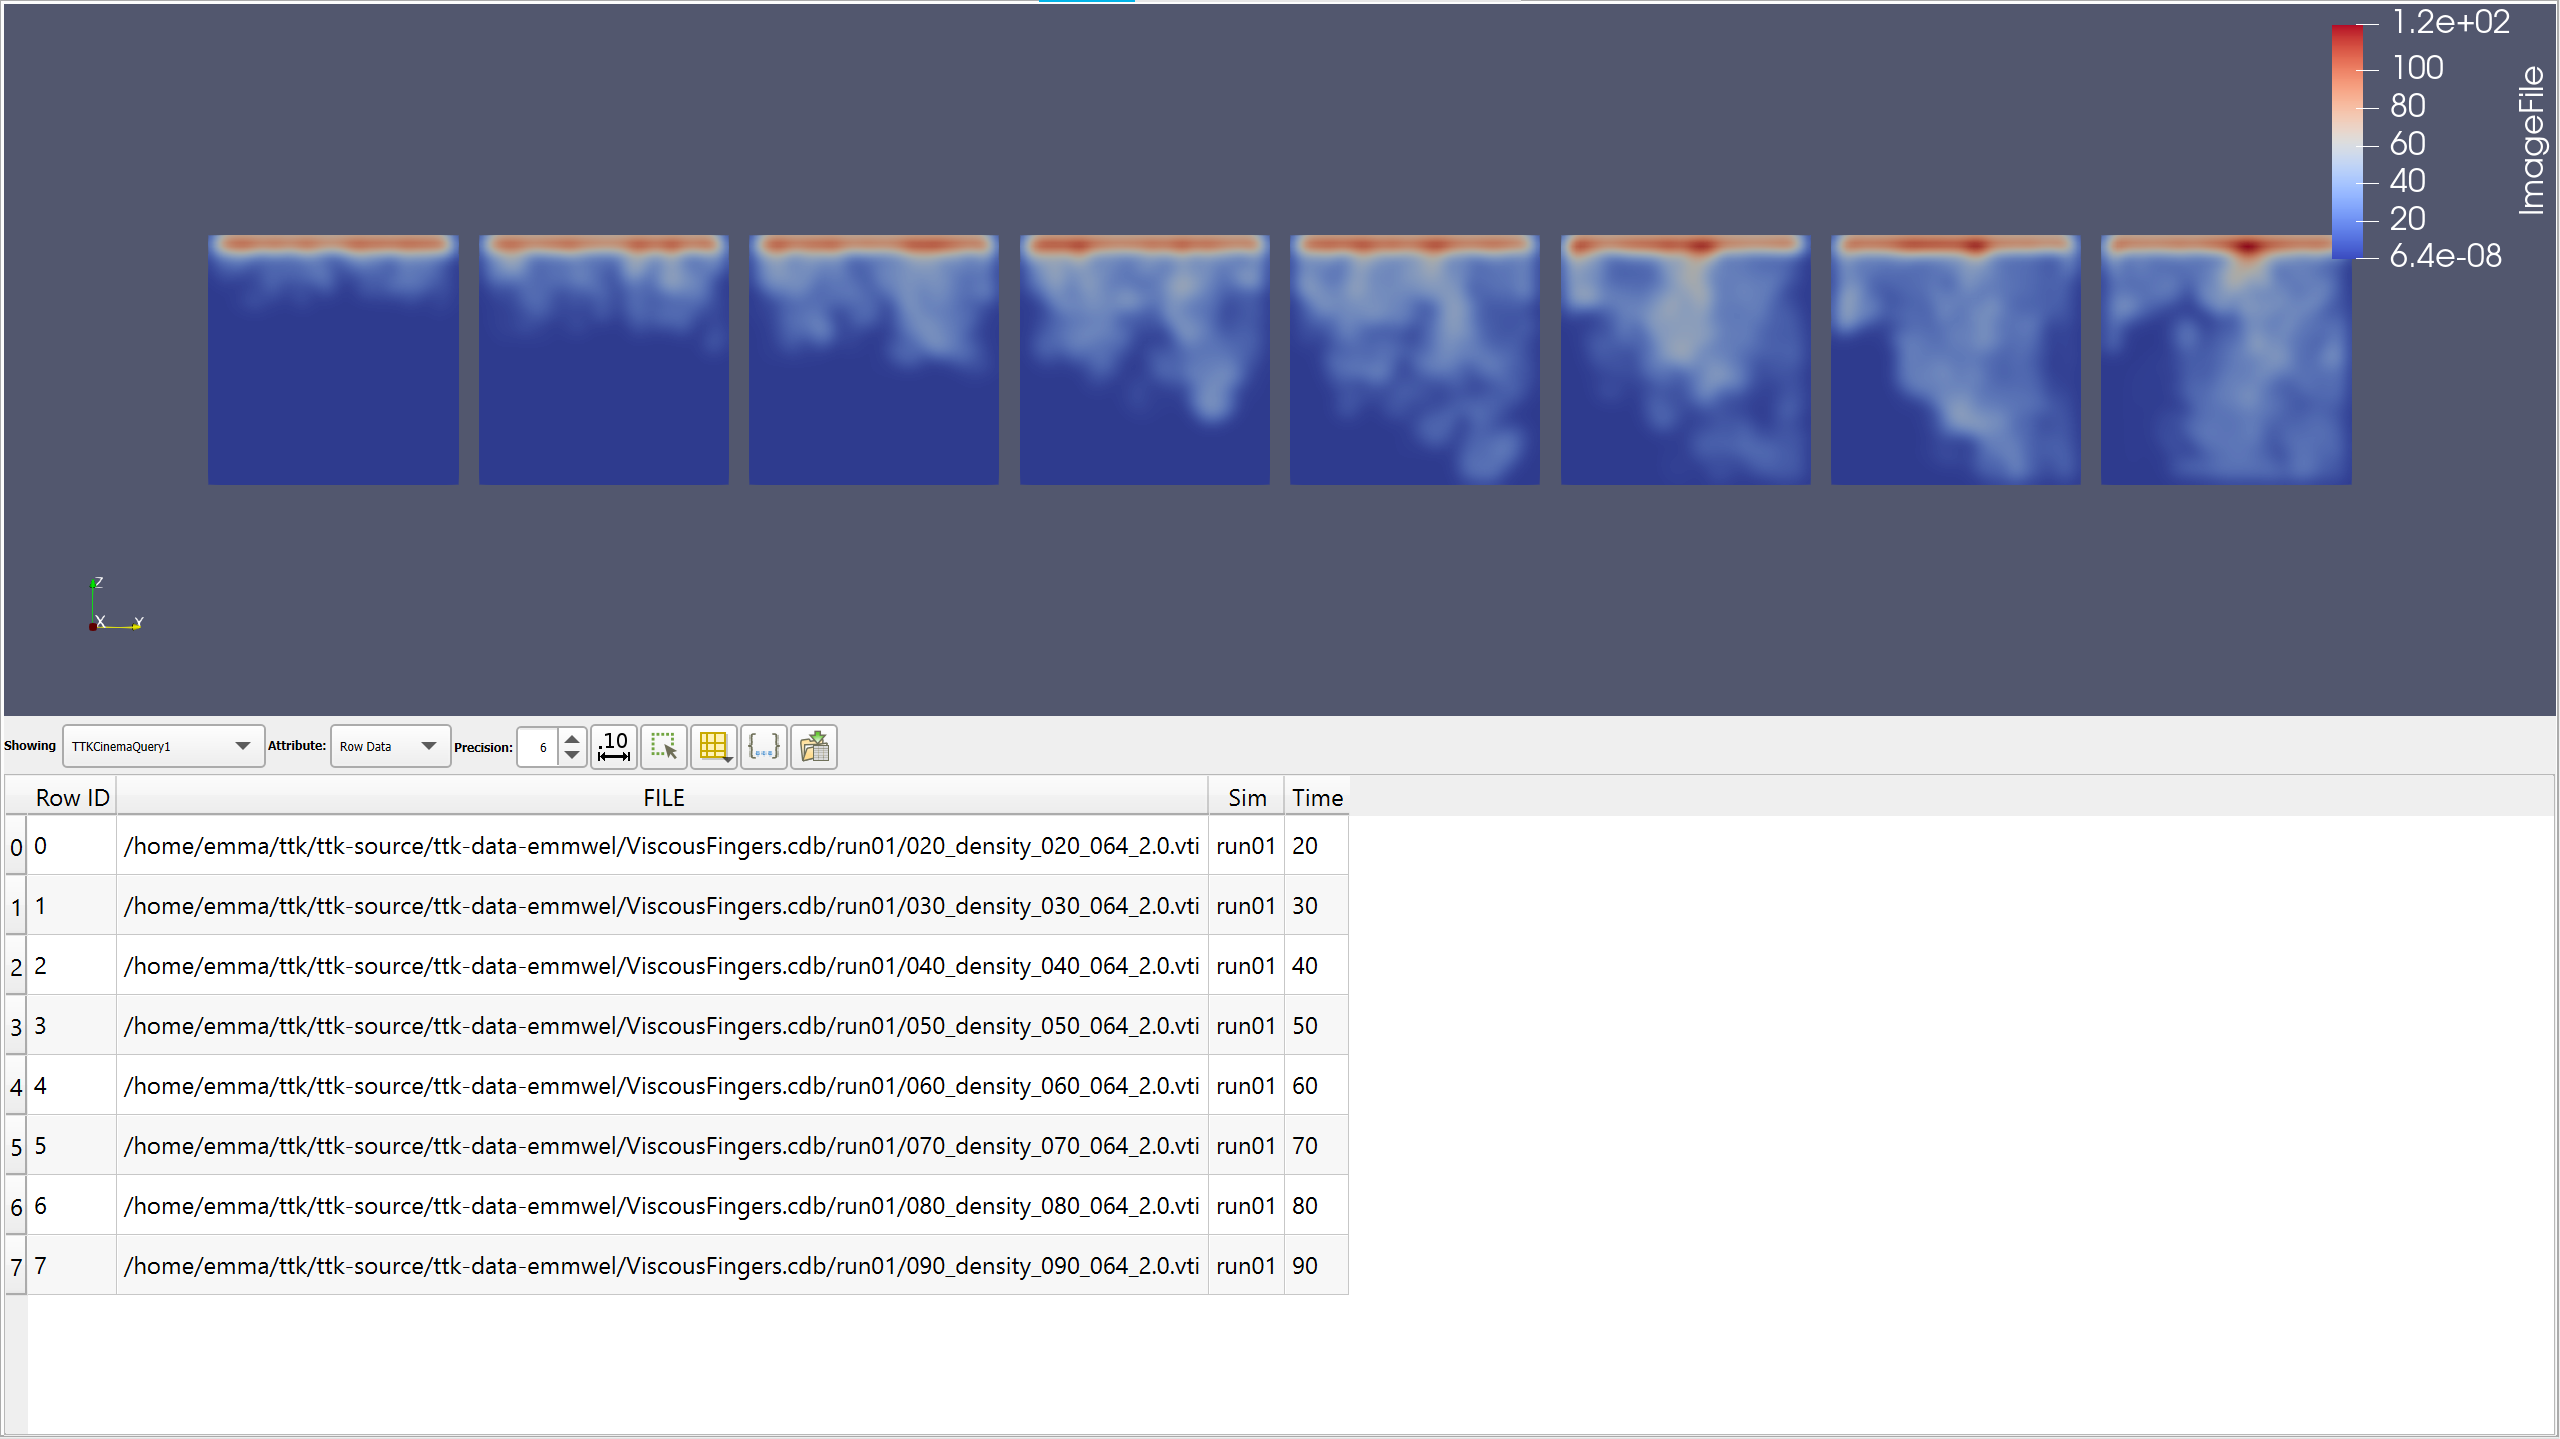 1.2e+02
100
80
60
40
20
6.4e-08
ImageFile
Z
X Y
Showing TTKCinemaQuery1 Attribute: Row Data Precision: 6 .10 {...}
Row ID FILE Sim Time
0 0 /home/emma/ttk/ttk-source/ttk-data-emmwel/ViscousFingers.cdb/run01/020_density_020_064_2.0.vti run01 20
1 1 /home/emma/ttk/ttk-source/ttk-data-emmwel/ViscousFingers.cdb/run01/030_density_030_064_2.0.vti run01 30
2 2 /home/emma/ttk/ttk-source/ttk-data-emmwel/ViscousFingers.cdb/run01/040_density_040_064_2.0.vti run01 40
3 3 /home/emma/ttk/ttk-source/ttk-data-emmwel/ViscousFingers.cdb/run01/050_density_050_064_2.0.vti run01 50
4 4 /home/emma/ttk/ttk-source/ttk-data-emmwel/ViscousFingers.cdb/run01/060_density_060_064_2.0.vti run01 60
5 5 /home/emma/ttk/ttk-source/ttk-data-emmwel/ViscousFingers.cdb/run01/070_density_070_064_2.0.vti run01 70
6 6 /home/emma/ttk/ttk-source/ttk-data-emmwel/ViscousFingers.cdb/run01/080_density_080_064_2.0.vti run01 80
7 7 /home/emma/ttk/ttk-source/ttk-data-emmwel/ViscousFingers.cdb/run01/090_density_090_064_2.0.vti run01 90